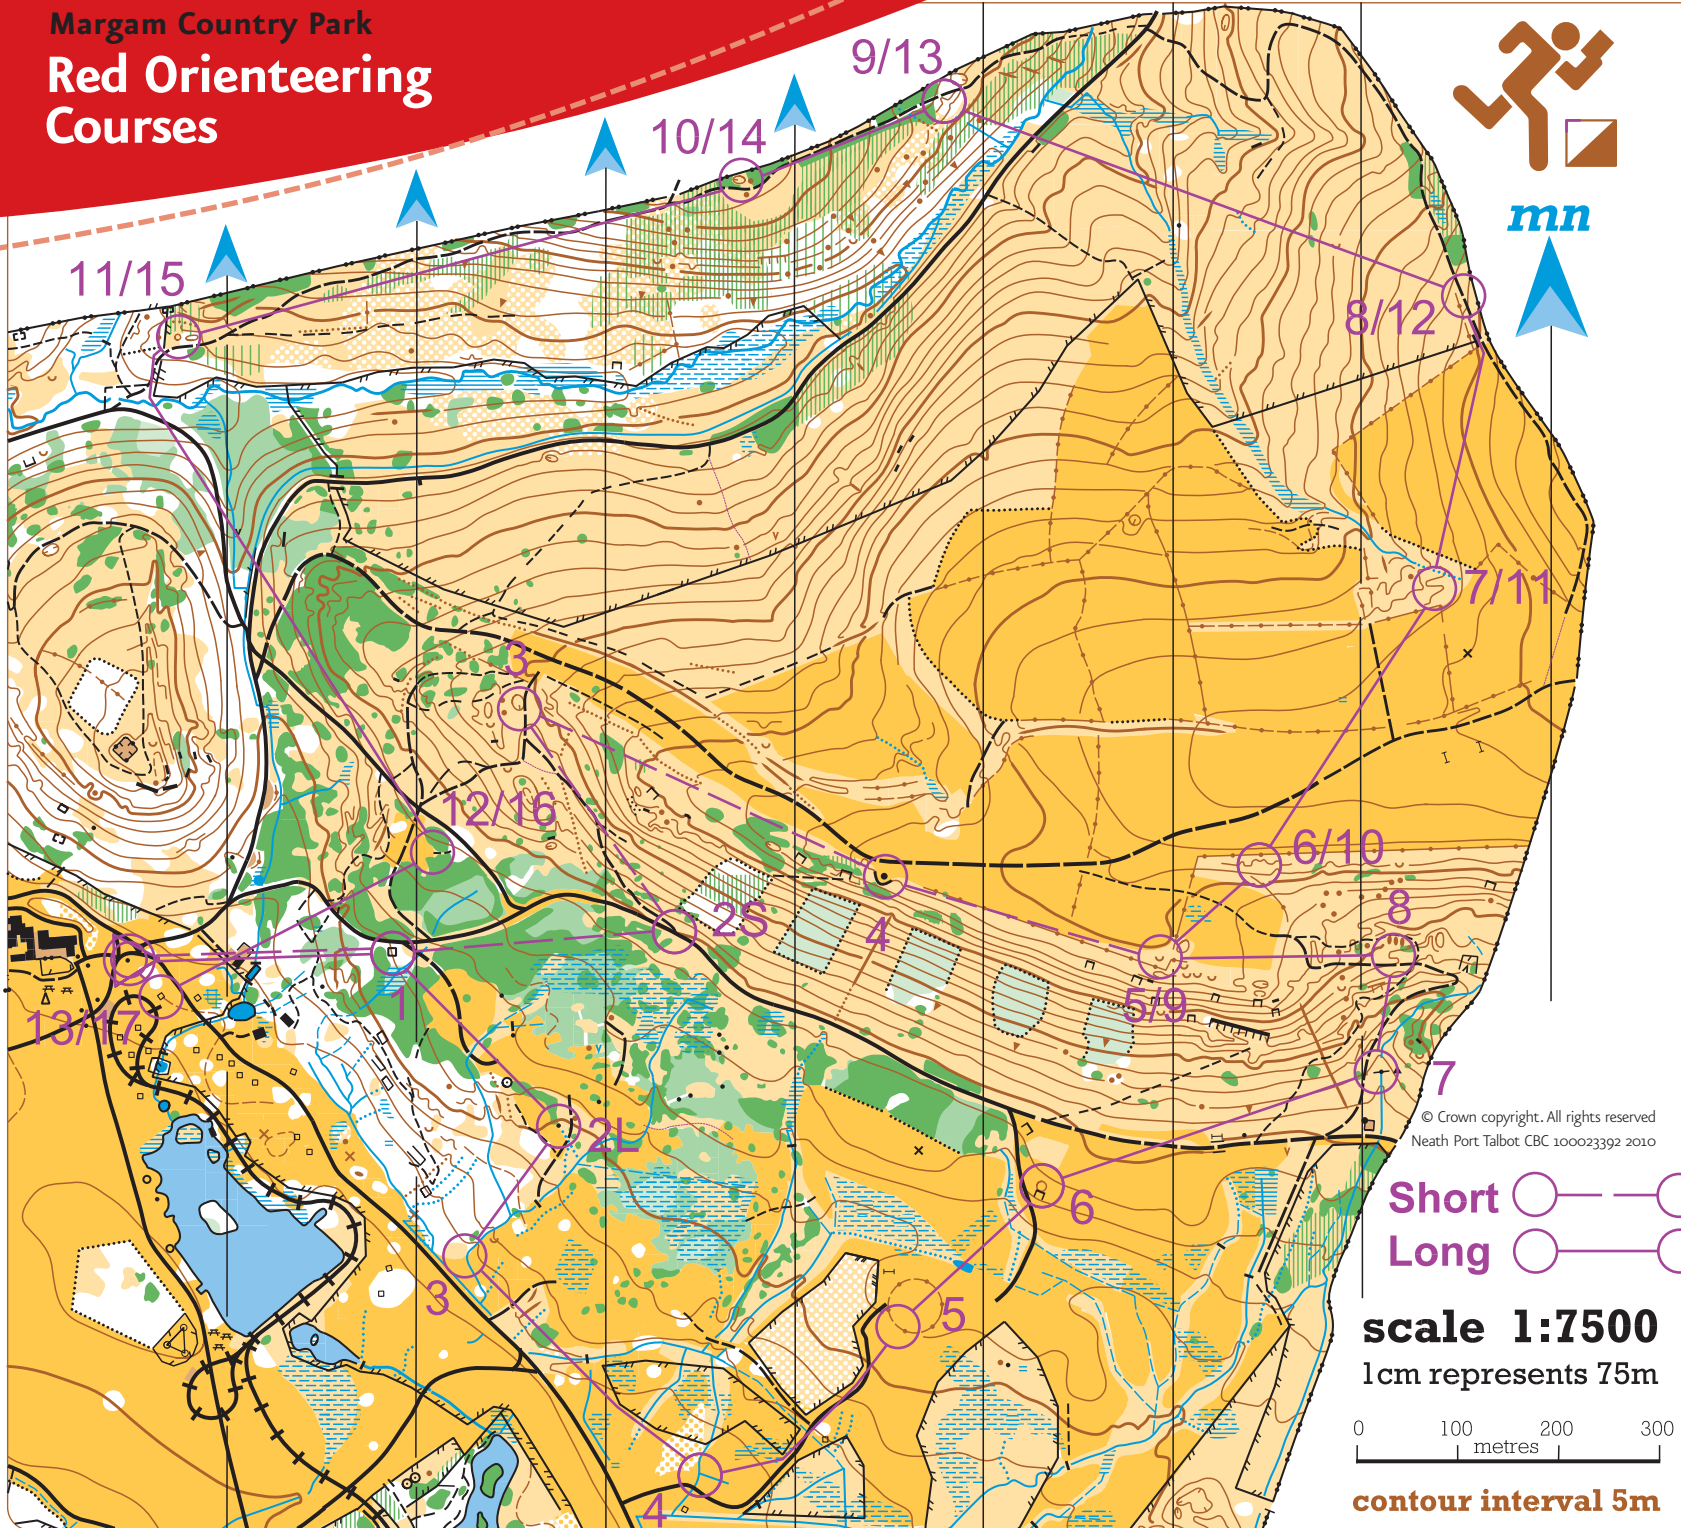 Margam Country Park
Red Orienteering
Courses
9/13
10/14
11/15
mn
8/12
7/11
3
12/16
6/10
8
2S
4
5/9
1
13/17
7
2L
6
3
5
4
© Crown copyright. All rights reserved
Neath Port Talbot CBC 100023392 2010
Short
Long
scale 1:7500
1cm represents 75m
0 100 200 300
metres
contour interval 5m